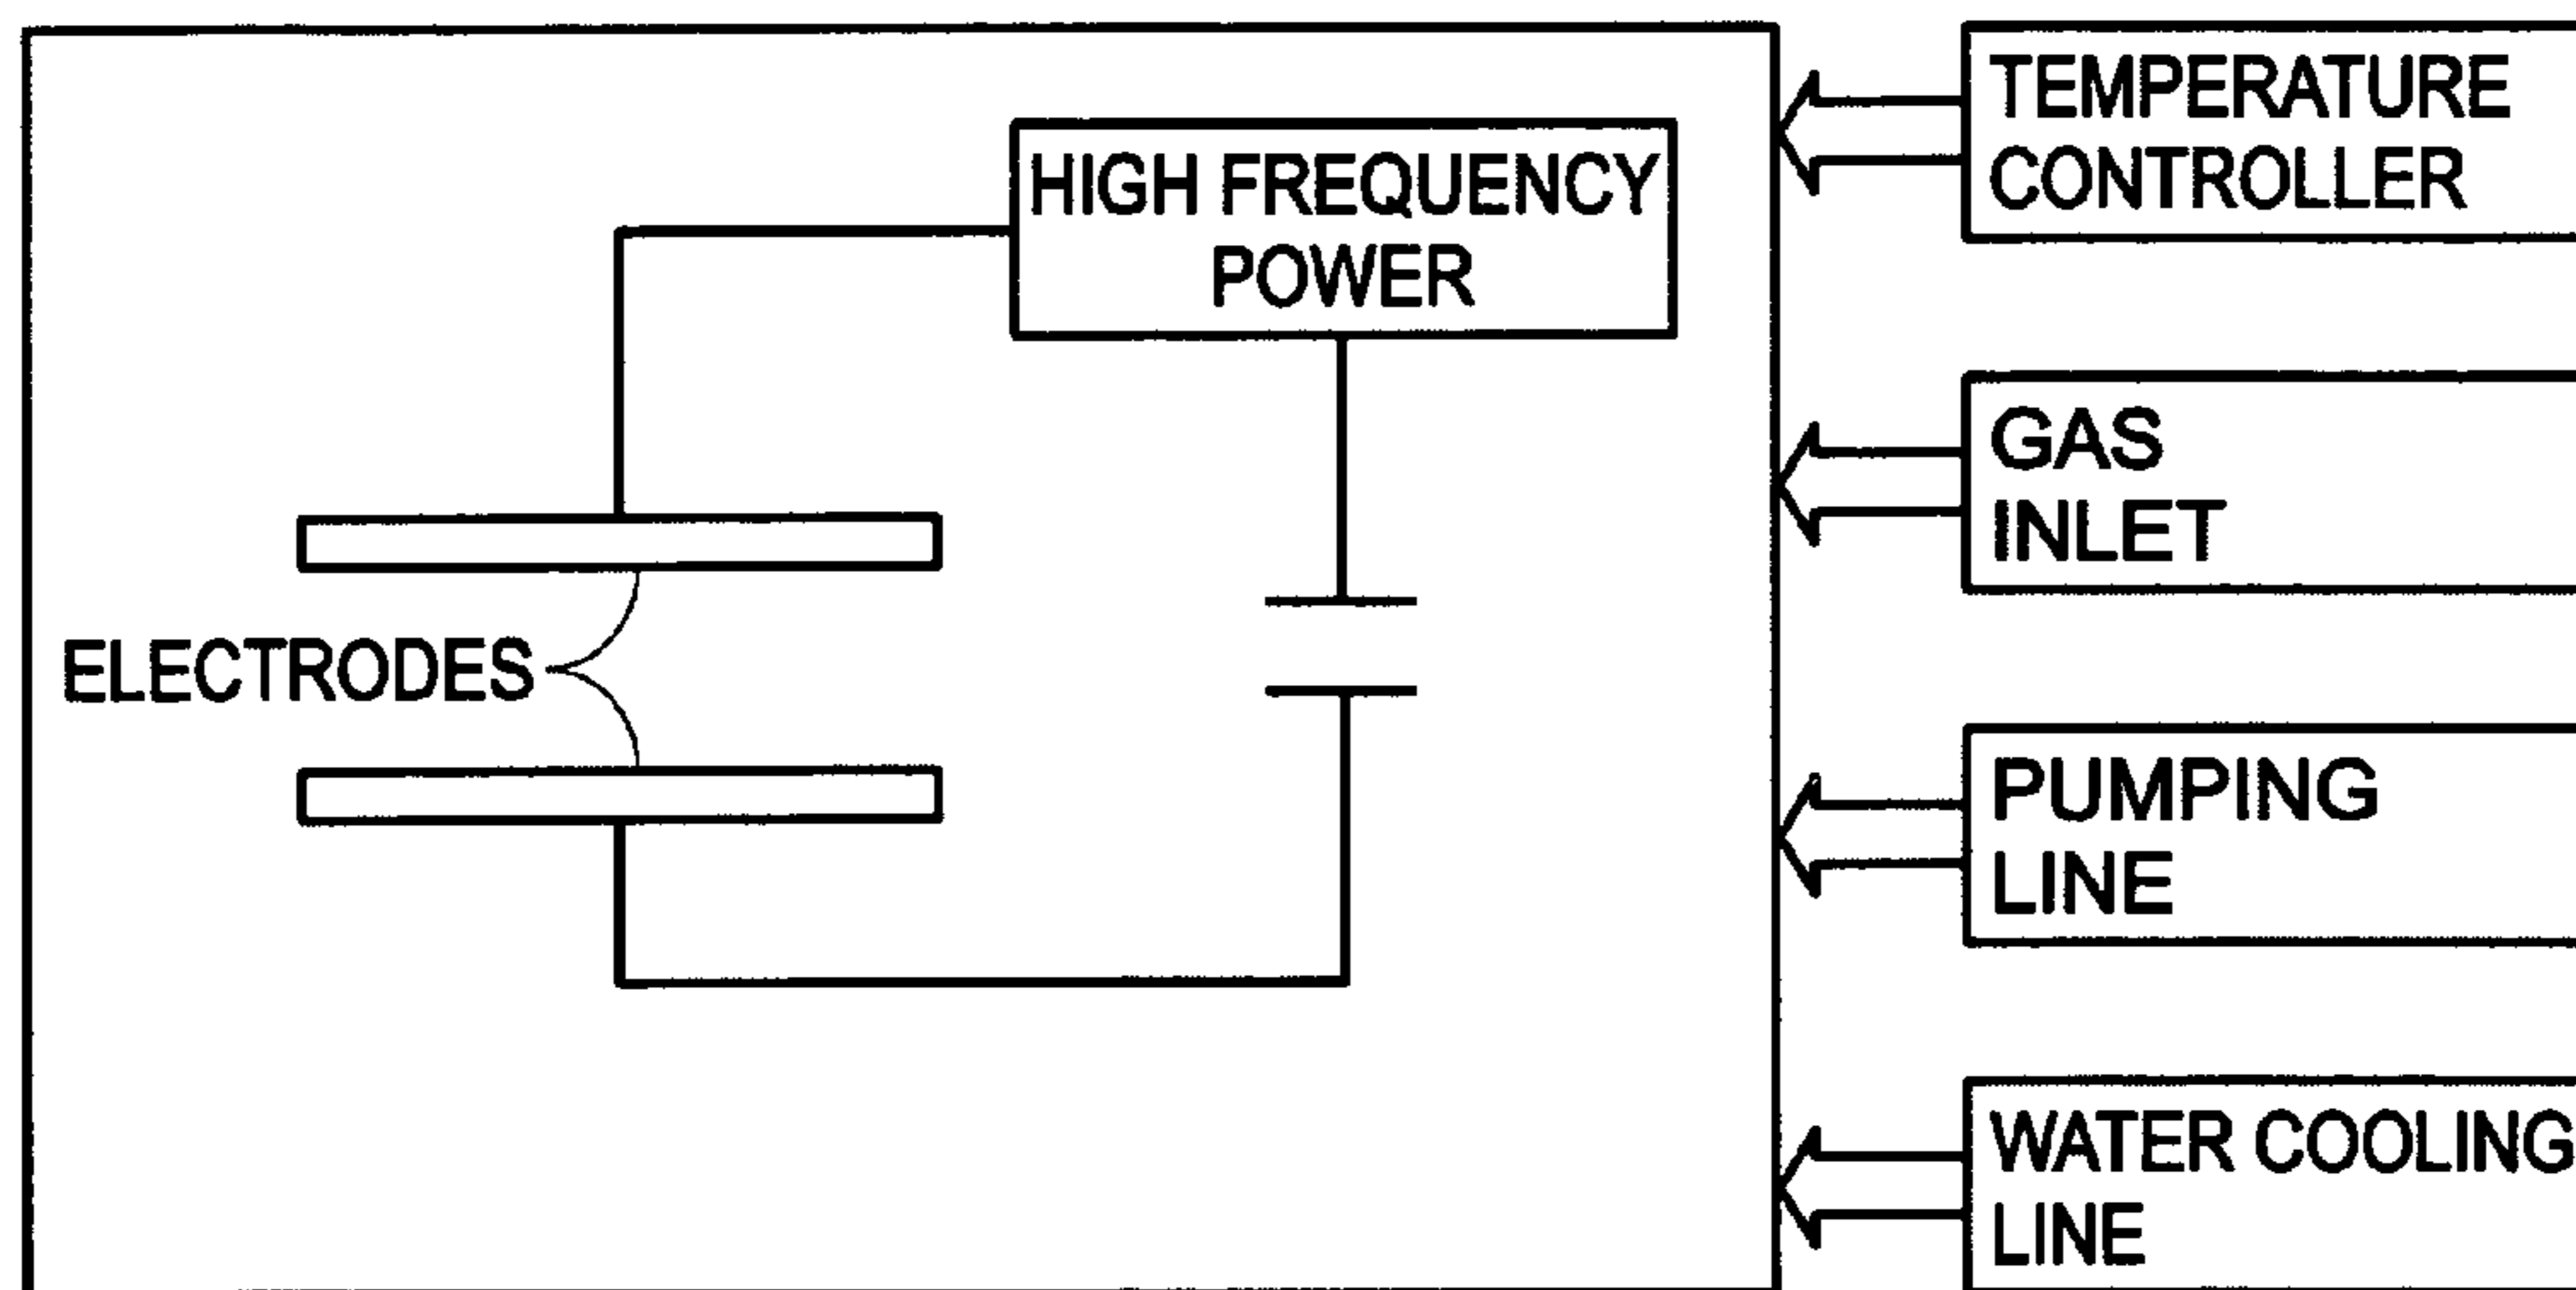 HIGH FREQUENCY
POWER
ELECTRODES
TEMPERATURE
CONTROLLER
GAS
INLET
PUMPING
LINE
WATER COOLING
LINE